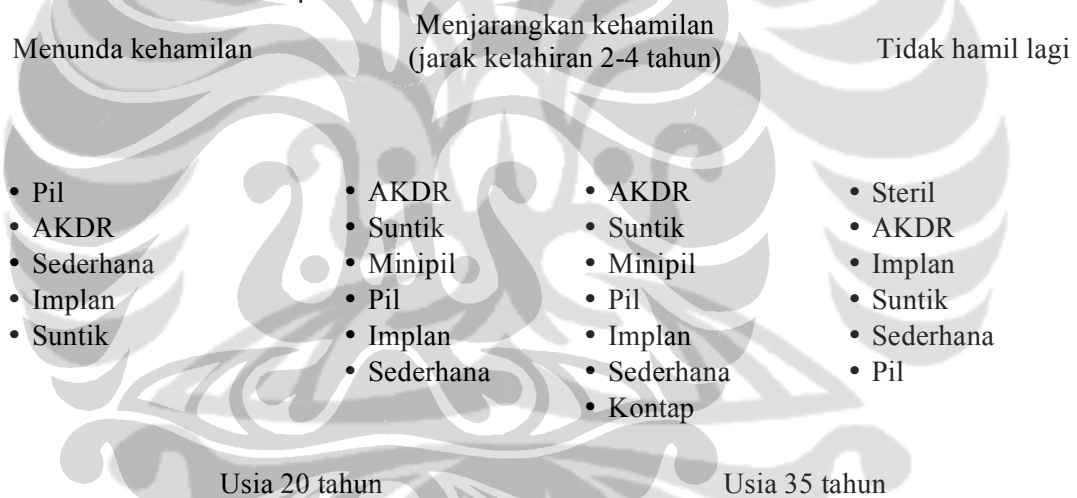 Menunda kehamilan
Menjarangkan kehamilan
(jarak kelahiran 2-4 tahun)
Tidak hamil lagi
• Pil
• AKDR
• Sederhana
• Implan
• Suntik
• AKDR
• Suntik
• Minipil
• Pil
• Implan
• Sederhana
• AKDR
• Suntik
• Minipil
• Pil
• Implan
• Sederhana
• Kontap
• Steril
• AKDR
• Implan
• Suntik
• Sederhana
• Pil
Usia 20 tahun
Usia 35 tahun